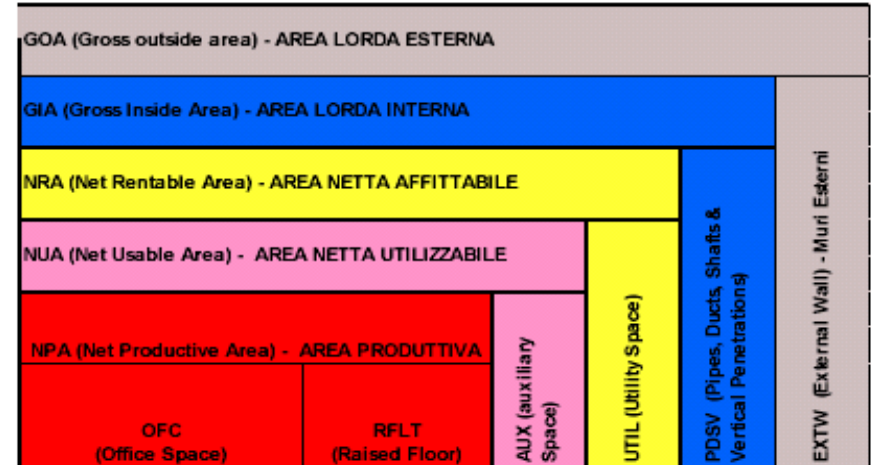 GOA (Gross outside area) - AREA LORDA ESTERNA
GIA (Gross Inside Area) - AREA LORDA INTERNA
NRA (Net Rentable Area) - AREA NETTA AFFITTABILE
NUA (Net Usable Area) - AREA NETTA UTILIZZABILE
NPA (Net Productive Area) - AREA PRODUTTIVA
OFC
(Office Space)
RFLT
(Raised Floor)
AUX (auxiliary
Space)
UTIL (Utility Space)
PDSV (Pipes, Ducts, Shafts &
Vertical Penetrations)
EXTW (External Wall) - Muri Esterni